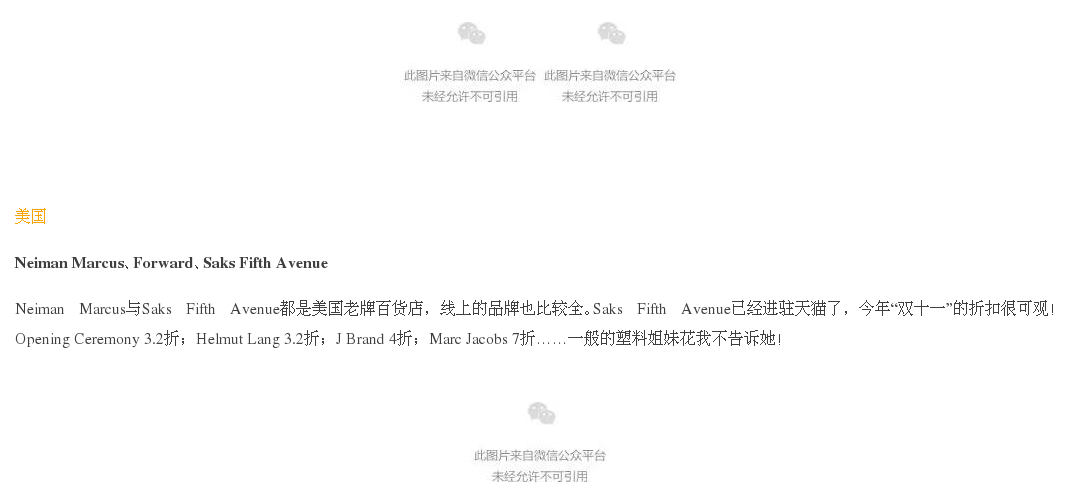 此图片来自微信公众平台 此图片来自微信公众平台
未经允许不可引用 未经允许不可引用
美国
Neiman Marcus、Forward、Saks Fifth Avenue
Neiman Marcus与Saks Fifth Avenue都是美国老牌百货店，线上的品牌也比较全。Saks Fifth Avenue已经进驻天猫了，今年“双十一”的折扣很可观！
Opening Ceremony 3.2折；Helmut Lang 3.2折；J Brand 4折；Marc Jacobs 7折……一般的塑料姐妹花我不告诉她！
此图片来自微信公众平台
未经允许不可引用